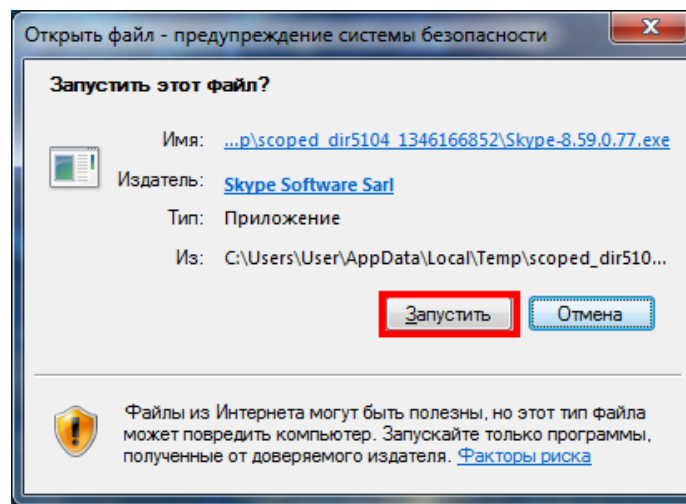 Открыть файл - предупреждение системы безопасности
Запустить этот файл?
Имя: ...p\scoped_dir5104_1346166852\Skype-8.59.0.77.exe
Издатель: Skype Software Sarl
Тип: Приложение
Из: C:\Users\User\AppData\Local\Temp\scoped_dir510...
Запустить Отмена
Файлы из Интернета могут быть полезны, но этот тип файла
может повредить компьютер. Запускайте только программы,
полученные от доверяемого издателя. Факторы риска